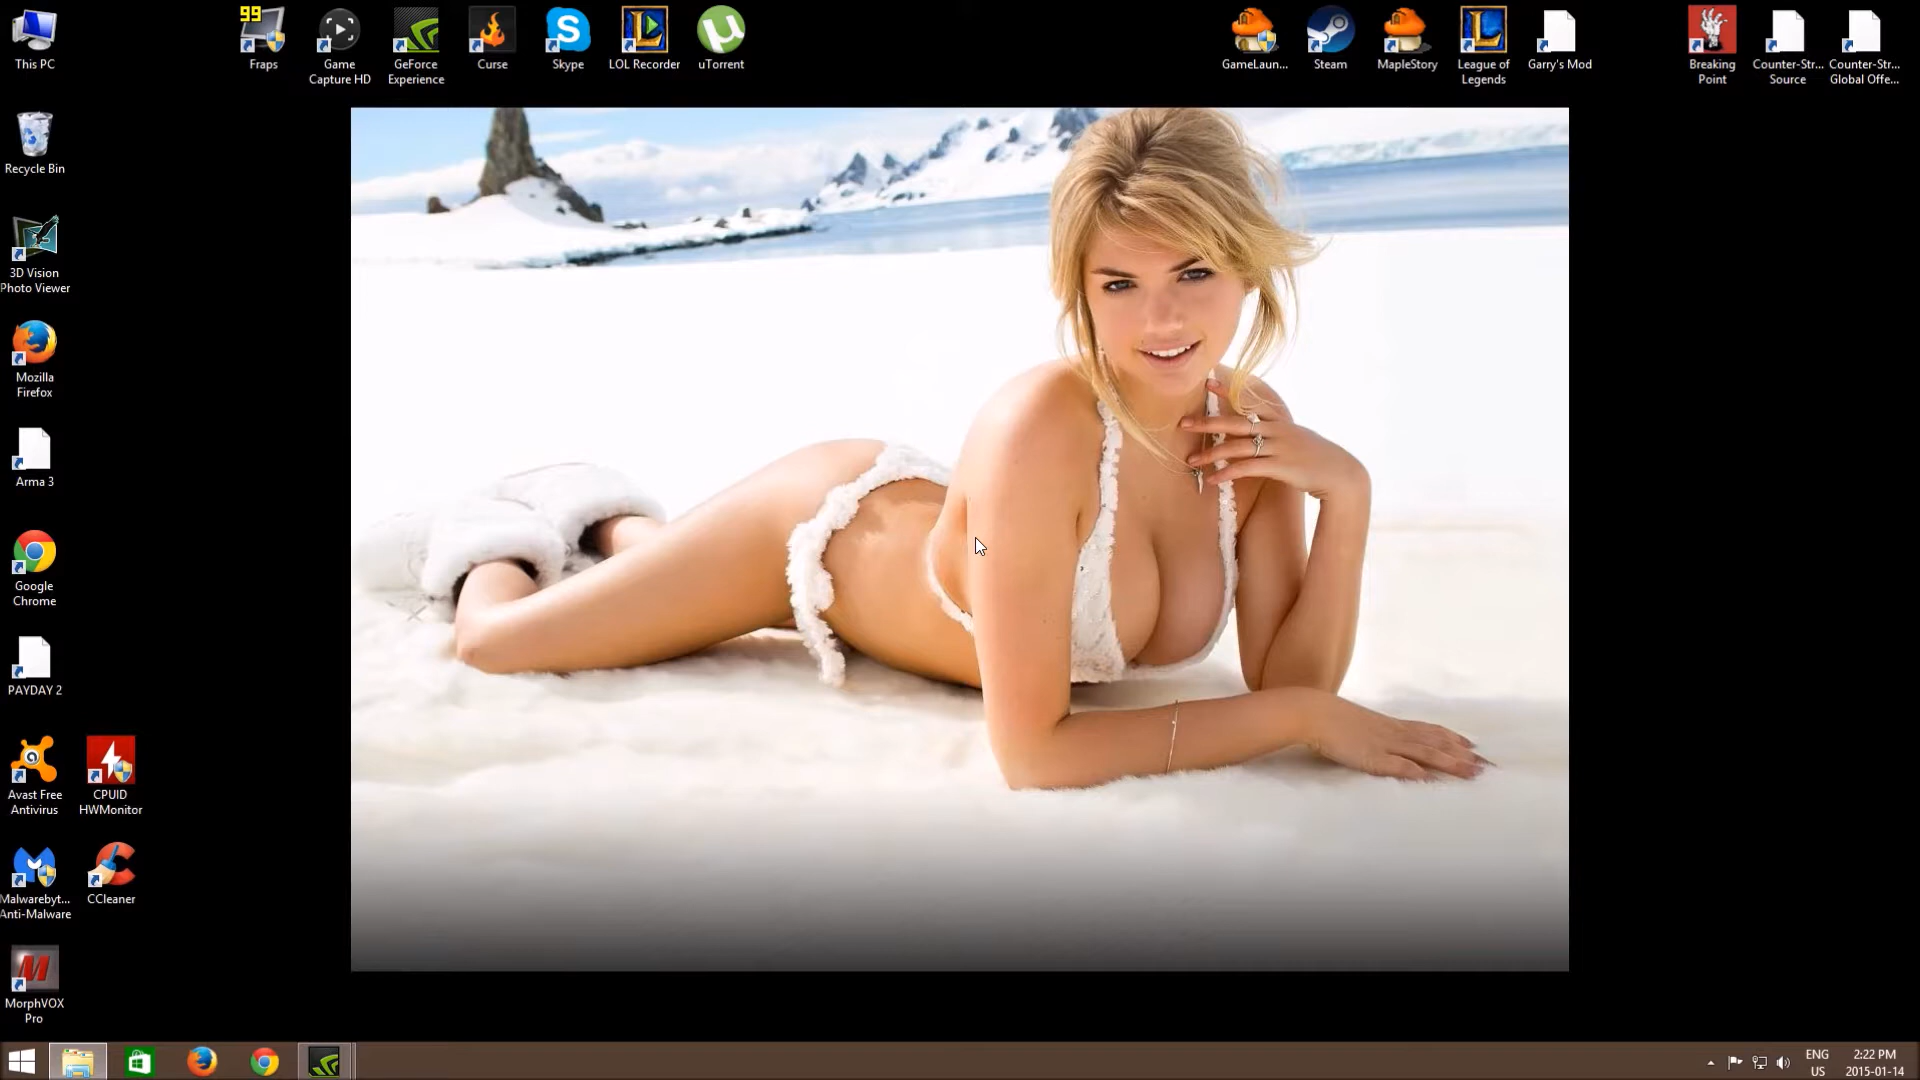 This PC
99
Fraps
Game
Capture HD
GeForce
Experience
Curse
Skype
LOL Recorder
uTorrent
GameLaun...
Steam
MapleStory
League of
Legends
Garry's Mod
Breaking
Point
Counter-Str...
Source
Counter-Str...
Global Offe...
Recycle Bin
3D Vision
Photo Viewer
Mozilla
Firefox
Arma 3
Google
Chrome
PAYDAY 2
Avast Free
Antivirus
CPUID
HWMonitor
Malwarebyt...
Anti-Malware
CCleaner
MorphVOX
Pro
ENG
US
2:22 PM
2015-01-14